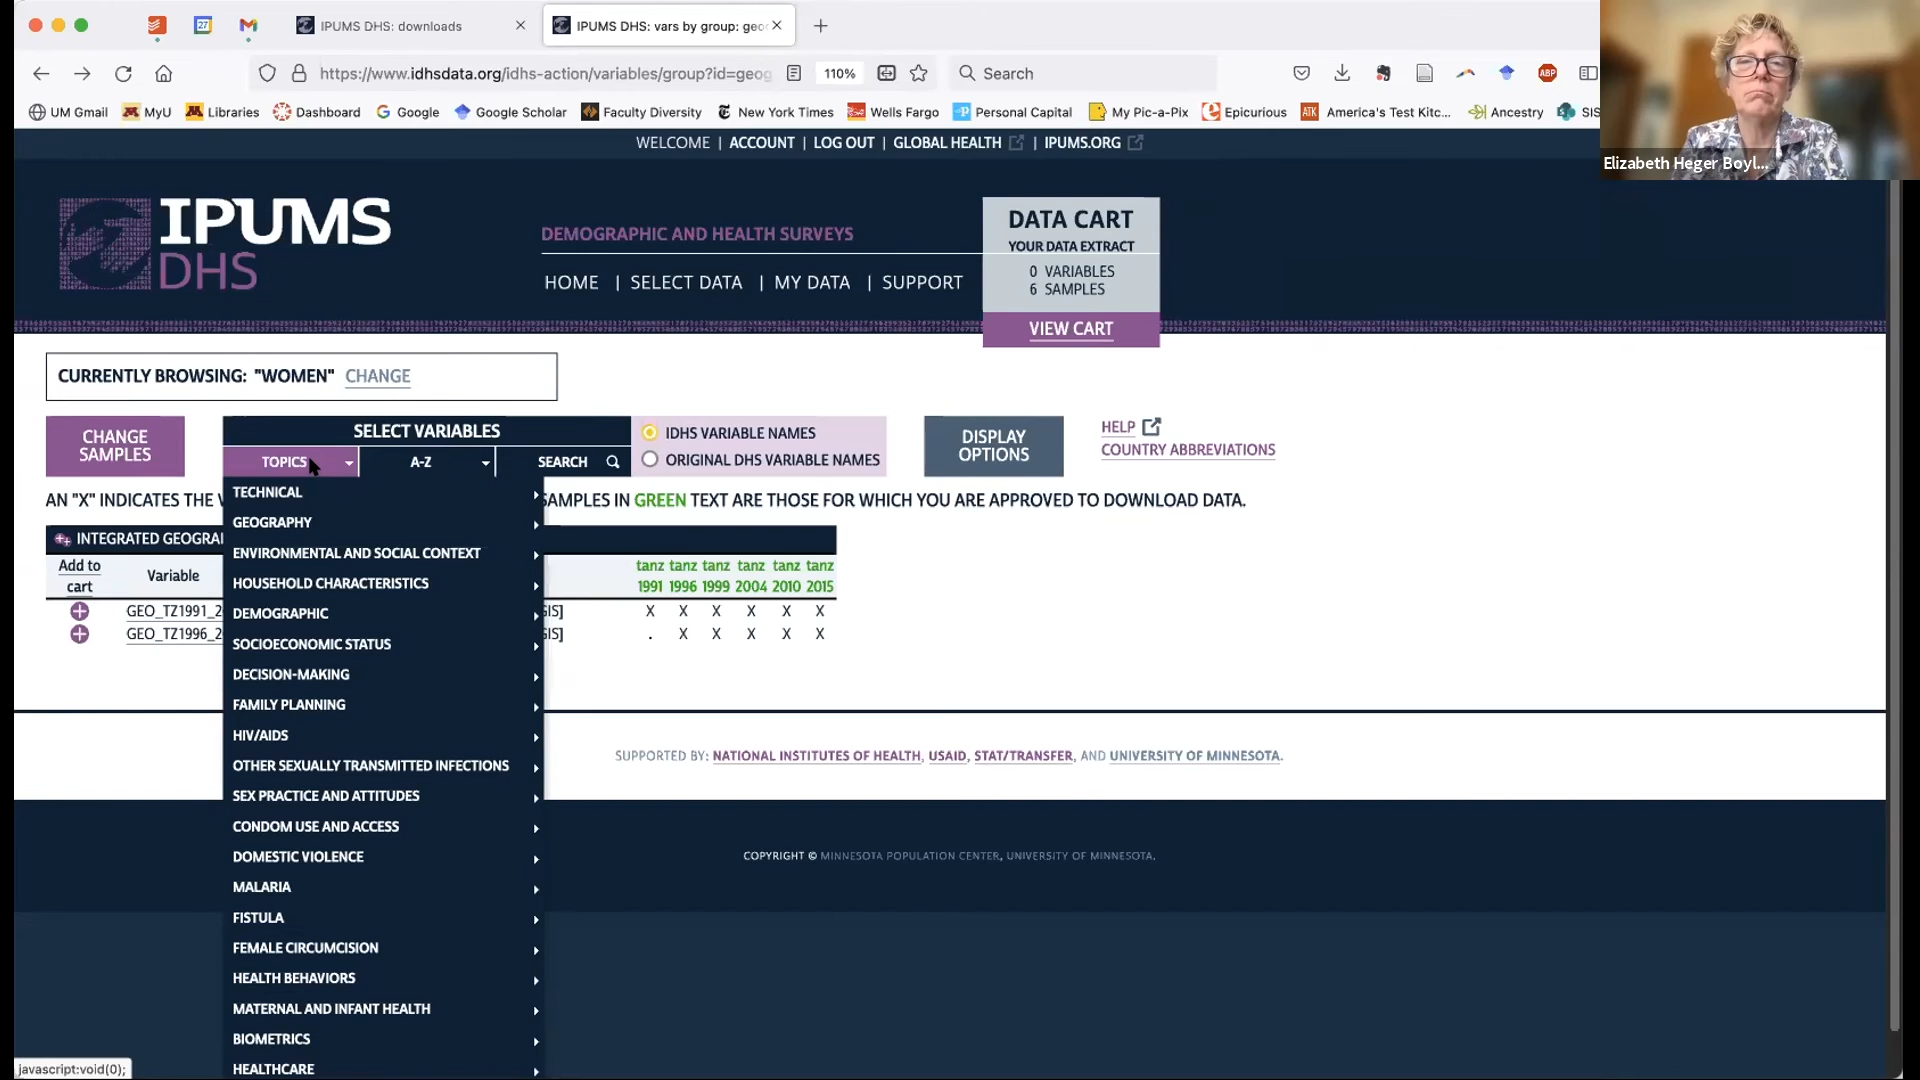 27
IPUMS DHS: downloads
IPUMS DHS: vars by group: geo
https://www.idhsdata.org/idhs-action/variables/group?id=geog
110%
Search
ABP
UM Gmail
MyU
Libraries
Dashboard
Google
Google Scholar
Faculty Diversity
New York Times
Wells Fargo
Personal Capital
My Pic-a-Pix
Epicurious
ATK America's Test Kitc...
Ancestry
SIS
Elizabeth Heger Boyl...
WELCOME | ACCOUNT | LOG OUT | GLOBAL HEALTH | IPUMS.ORG
IPUMS
DHS
DEMOGRAPHIC AND HEALTH SURVEYS
HOME | SELECT DATA | MY DATA | SUPPORT
DATA CART
YOUR DATA EXTRACT
0 VARIABLES
6 SAMPLES
VIEW CART
CURRENTLY BROWSING: "WOMEN" CHANGE
CHANGE
SAMPLES
SELECT VARIABLES
TOPICS
A-Z
SEARCH
IDHS VARIABLE NAMES
ORIGINAL DHS VARIABLE NAMES
DISPLAY
OPTIONS
HELP
COUNTRY ABBREVIATIONS
AN "X" INDICATES THE
SAMPLES IN GREEN TEXT ARE THOSE FOR WHICH YOU ARE APPROVED TO DOWNLOAD DATA.
INTEGRATED GEOGRA
Add to
cart
Variable
tanz tanz tanz tanz tanz tanz
1991 1996 1999 2004 2010 2015
GEO_TZ1991_2 GIS] X X X X X X
GEO_TZ1996_2 GIS] . X X X X X
TECHNICAL
GEOGRAPHY
ENVIRONMENTAL AND SOCIAL CONTEXT
HOUSEHOLD CHARACTERISTICS
DEMOGRAPHIC
SOCIOECONOMIC STATUS
DECISION-MAKING
FAMILY PLANNING
HIV/AIDS
OTHER SEXUALLY TRANSMITTED INFECTIONS
SEX PRACTICE AND ATTITUDES
CONDOM USE AND ACCESS
DOMESTIC VIOLENCE
MALARIA
FISTULA
FEMALE CIRCUMCISION
HEALTH BEHAVIORS
MATERNAL AND INFANT HEALTH
BIOMETRICS
HEALTHCARE
SUPPORTED BY: NATIONAL INSTITUTES OF HEALTH, USAID, STAT/TRANSFER, AND UNIVERSITY OF MINNESOTA.
COPYRIGHT © MINNESOTA POPULATION CENTER, UNIVERSITY OF MINNESOTA.
javascript:void(0);